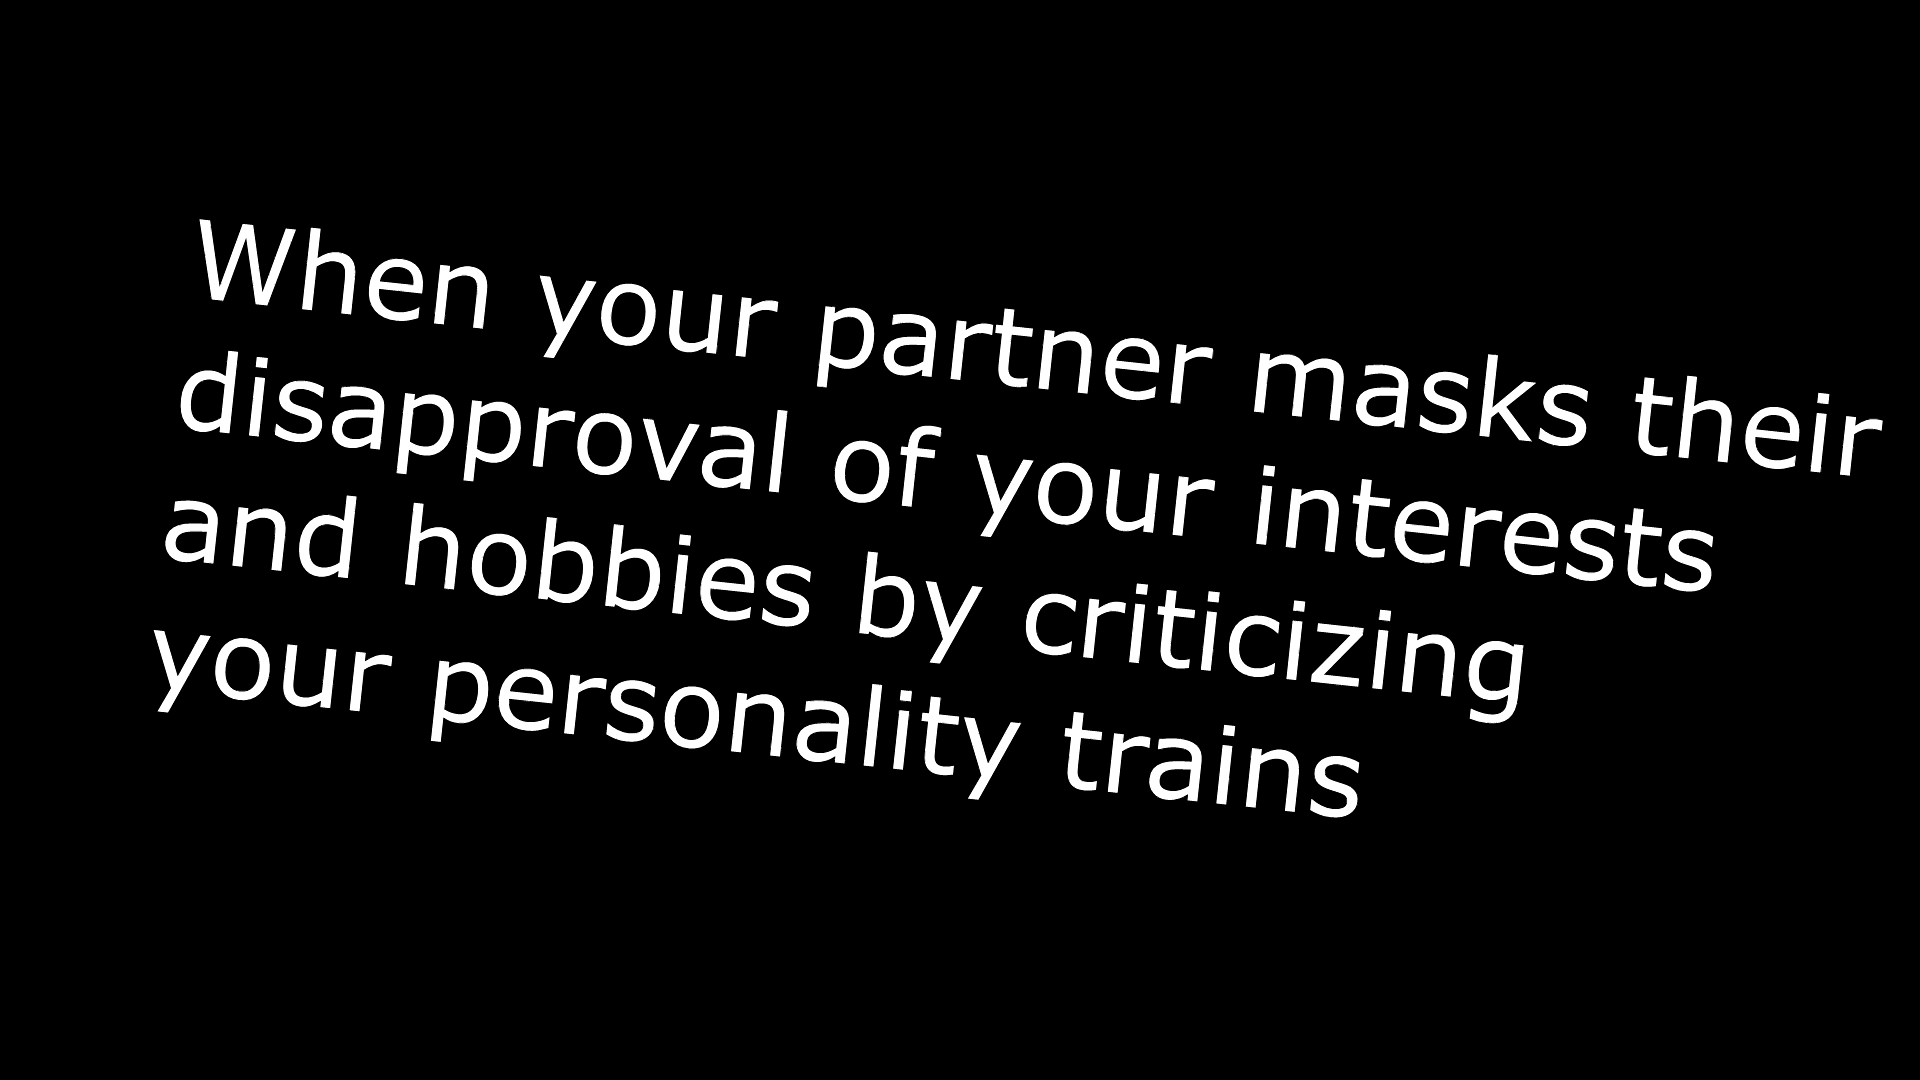 When your partner masks their
disapproval of your interests
and hobbies by criticizing
your personality trains